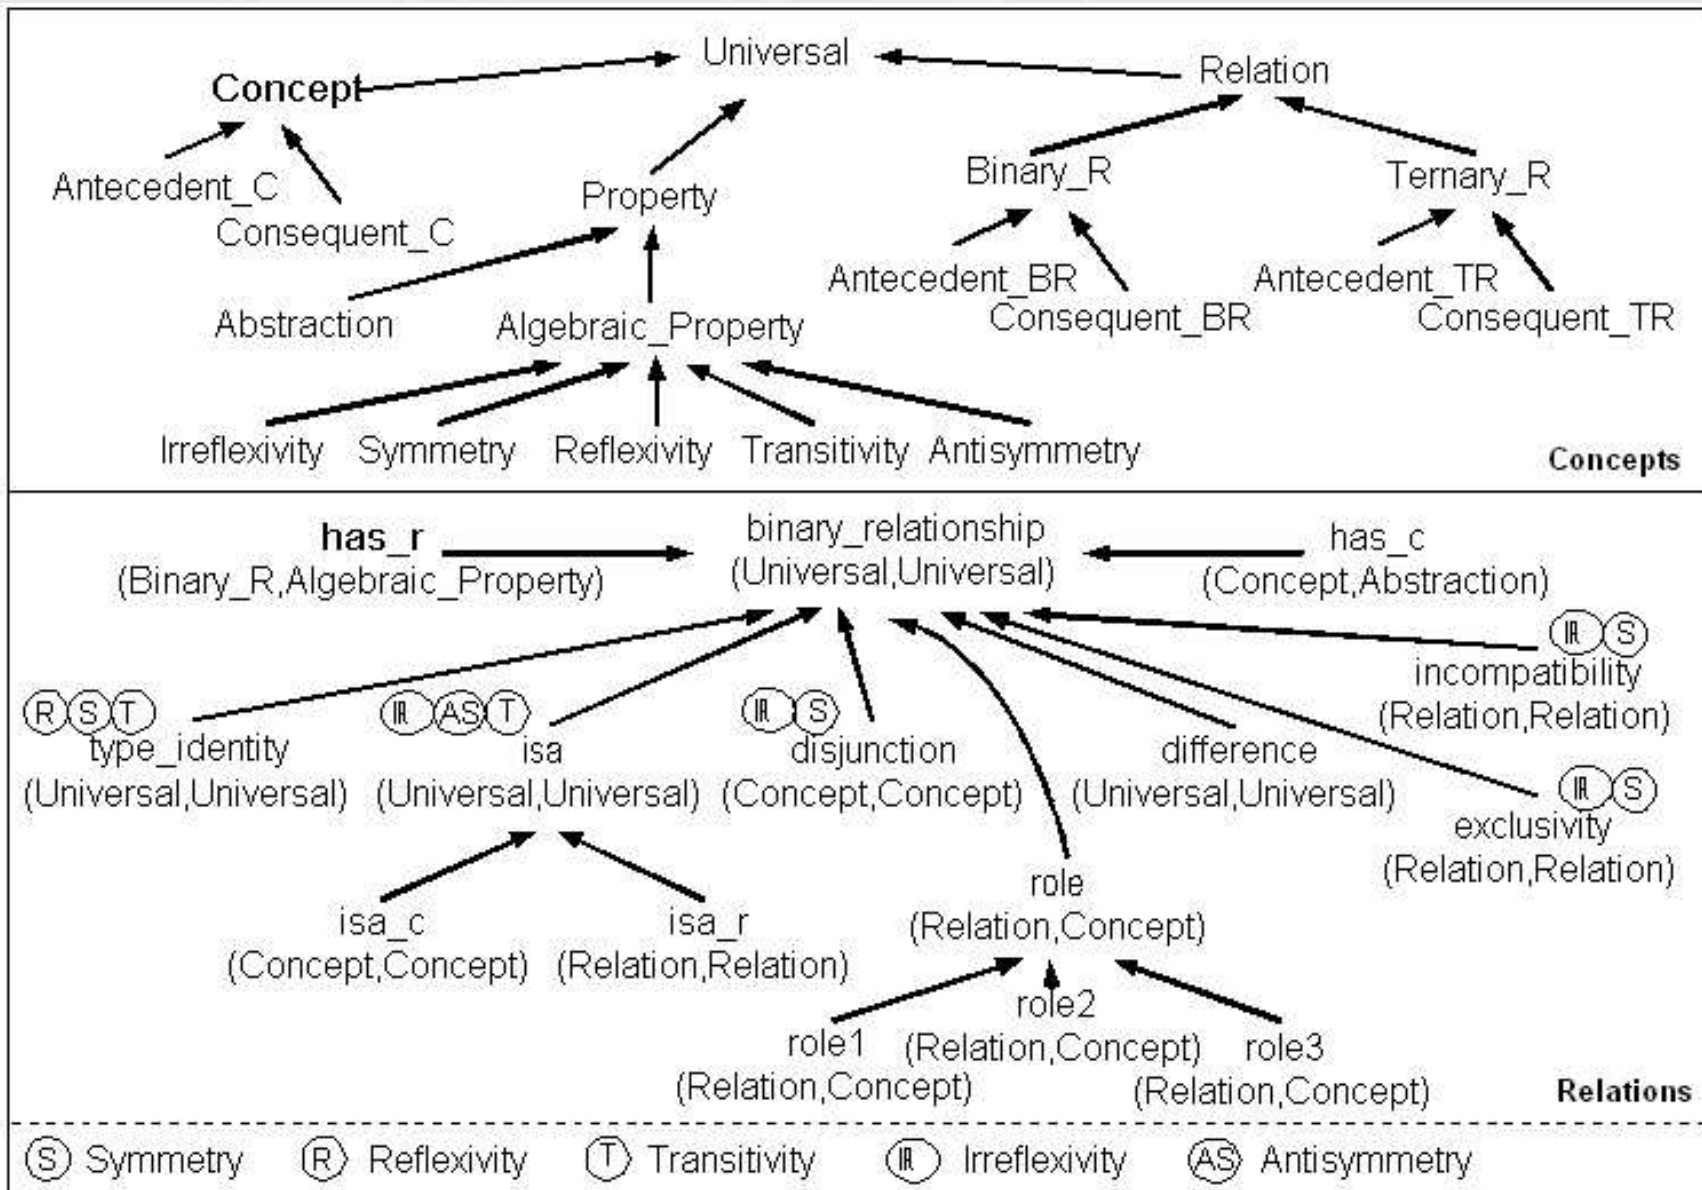 Universal
Concept
Relation
Antecedent_C
Consequent_C
Property
Binary_R
Ternary_R
Abstraction
Algebraic_Property
Antecedent_BR
Consequent_BR
Antecedent_TR
Consequent_TR
Irreflexivity Symmetry Reflexivity Transitivity Antisymmetry
Concepts
has_r
(Binary_R,Algebraic_Property)
binary_relationship
(Universal,Universal)
has_c
(Concept,Abstraction)
IR S
incompatibility
(Relation,Relation)
R S T
type_identity
(Universal,Universal)
IR AS T
isa
(Universal,Universal)
IR S
disjunction
(Concept,Concept)
difference
(Universal,Universal)
IR S
exclusivity
(Relation,Relation)
isa_c
(Concept,Concept)
isa_r
(Relation,Relation)
role
(Relation,Concept)
role1
(Relation,Concept)
role2
(Relation,Concept)
role3
(Relation,Concept)
Relations
S Symmetry R Reflexivity T Transitivity IR Irreflexivity AS Antisymmetry